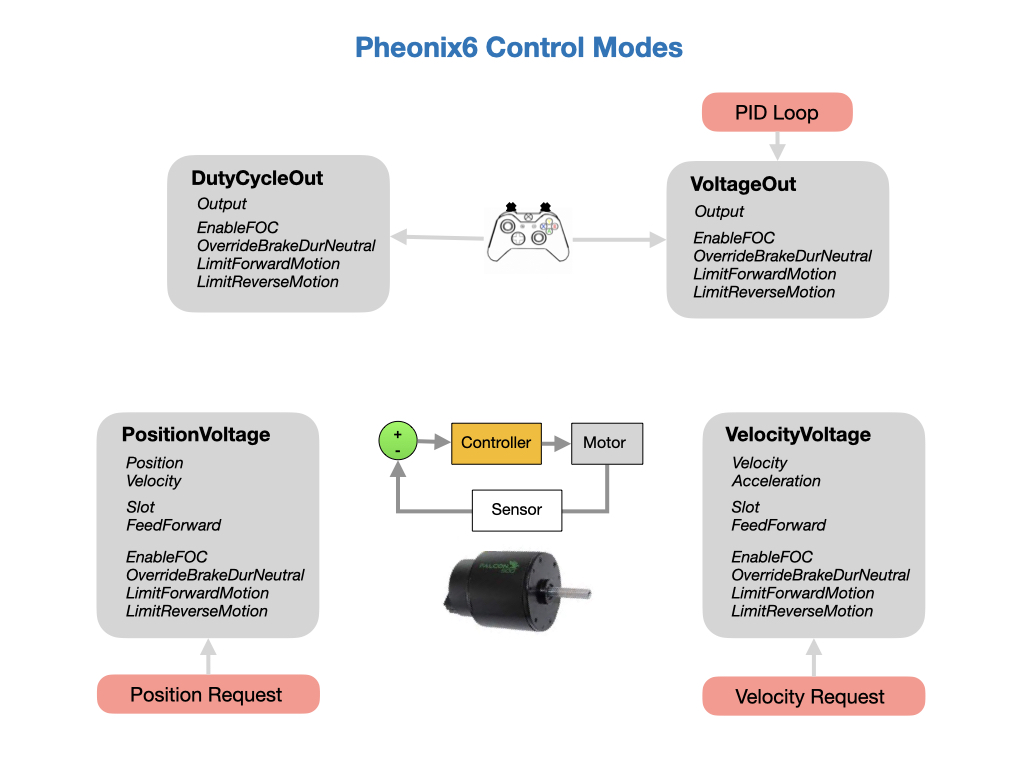 Pheonix6 Control Modes
PID Loop
DutyCycleOut
Output
EnableFOC
OverrideBrakeDurNeutral
LimitForwardMotion
LimitReverseMotion
VoltageOut
Output
EnableFOC
OverrideBrakeDurNeutral
LimitForwardMotion
LimitReverseMotion
PositionVoltage
Position
Velocity
Slot
FeedForward
EnableFOC
OverrideBrakeDurNeutral
LimitForwardMotion
LimitReverseMotion
+
-
Controller
Motor
Sensor
FALCON
500
VelocityVoltage
Velocity
Acceleration
Slot
FeedForward
EnableFOC
OverrideBrakeDurNeutral
LimitForwardMotion
LimitReverseMotion
Position Request
Velocity Request